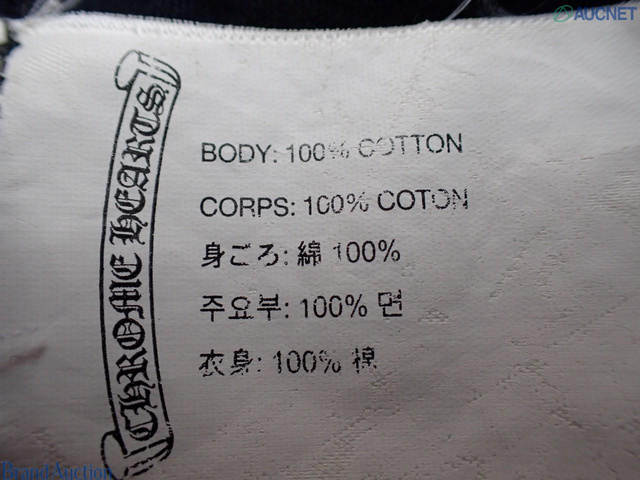 AUCNET
CHROME HEARTS
BODY: 100% COTTON
CORPS: 100% COTON
身ごろ: 綿 100%
주요부: 100% 면
衣身: 100% 棉
Brand Auction